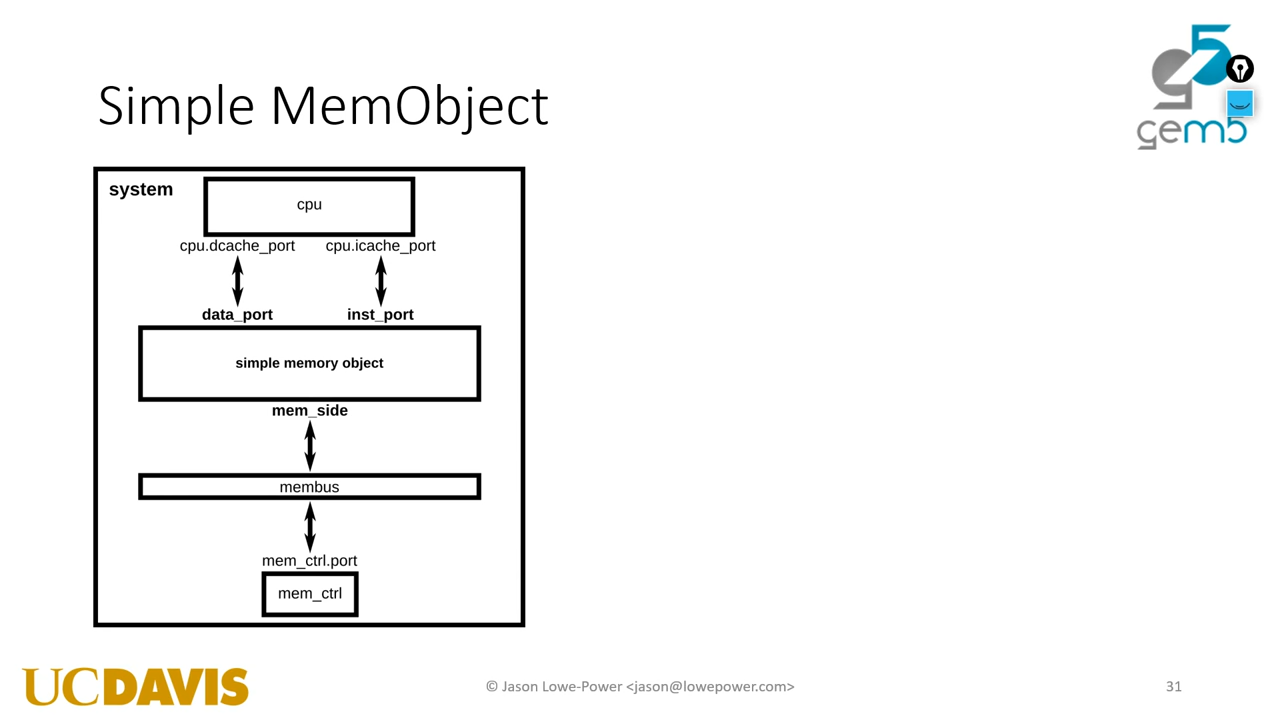 Simple MemObject
gem5
system
cpu
cpu.dcache_port cpu.icache_port
data_port inst_port
simple memory object
mem_side
membus
mem_ctrl.port
mem_ctrl
UCDAVIS
© Jason Lowe-Power <jason@lowepower.com>
31